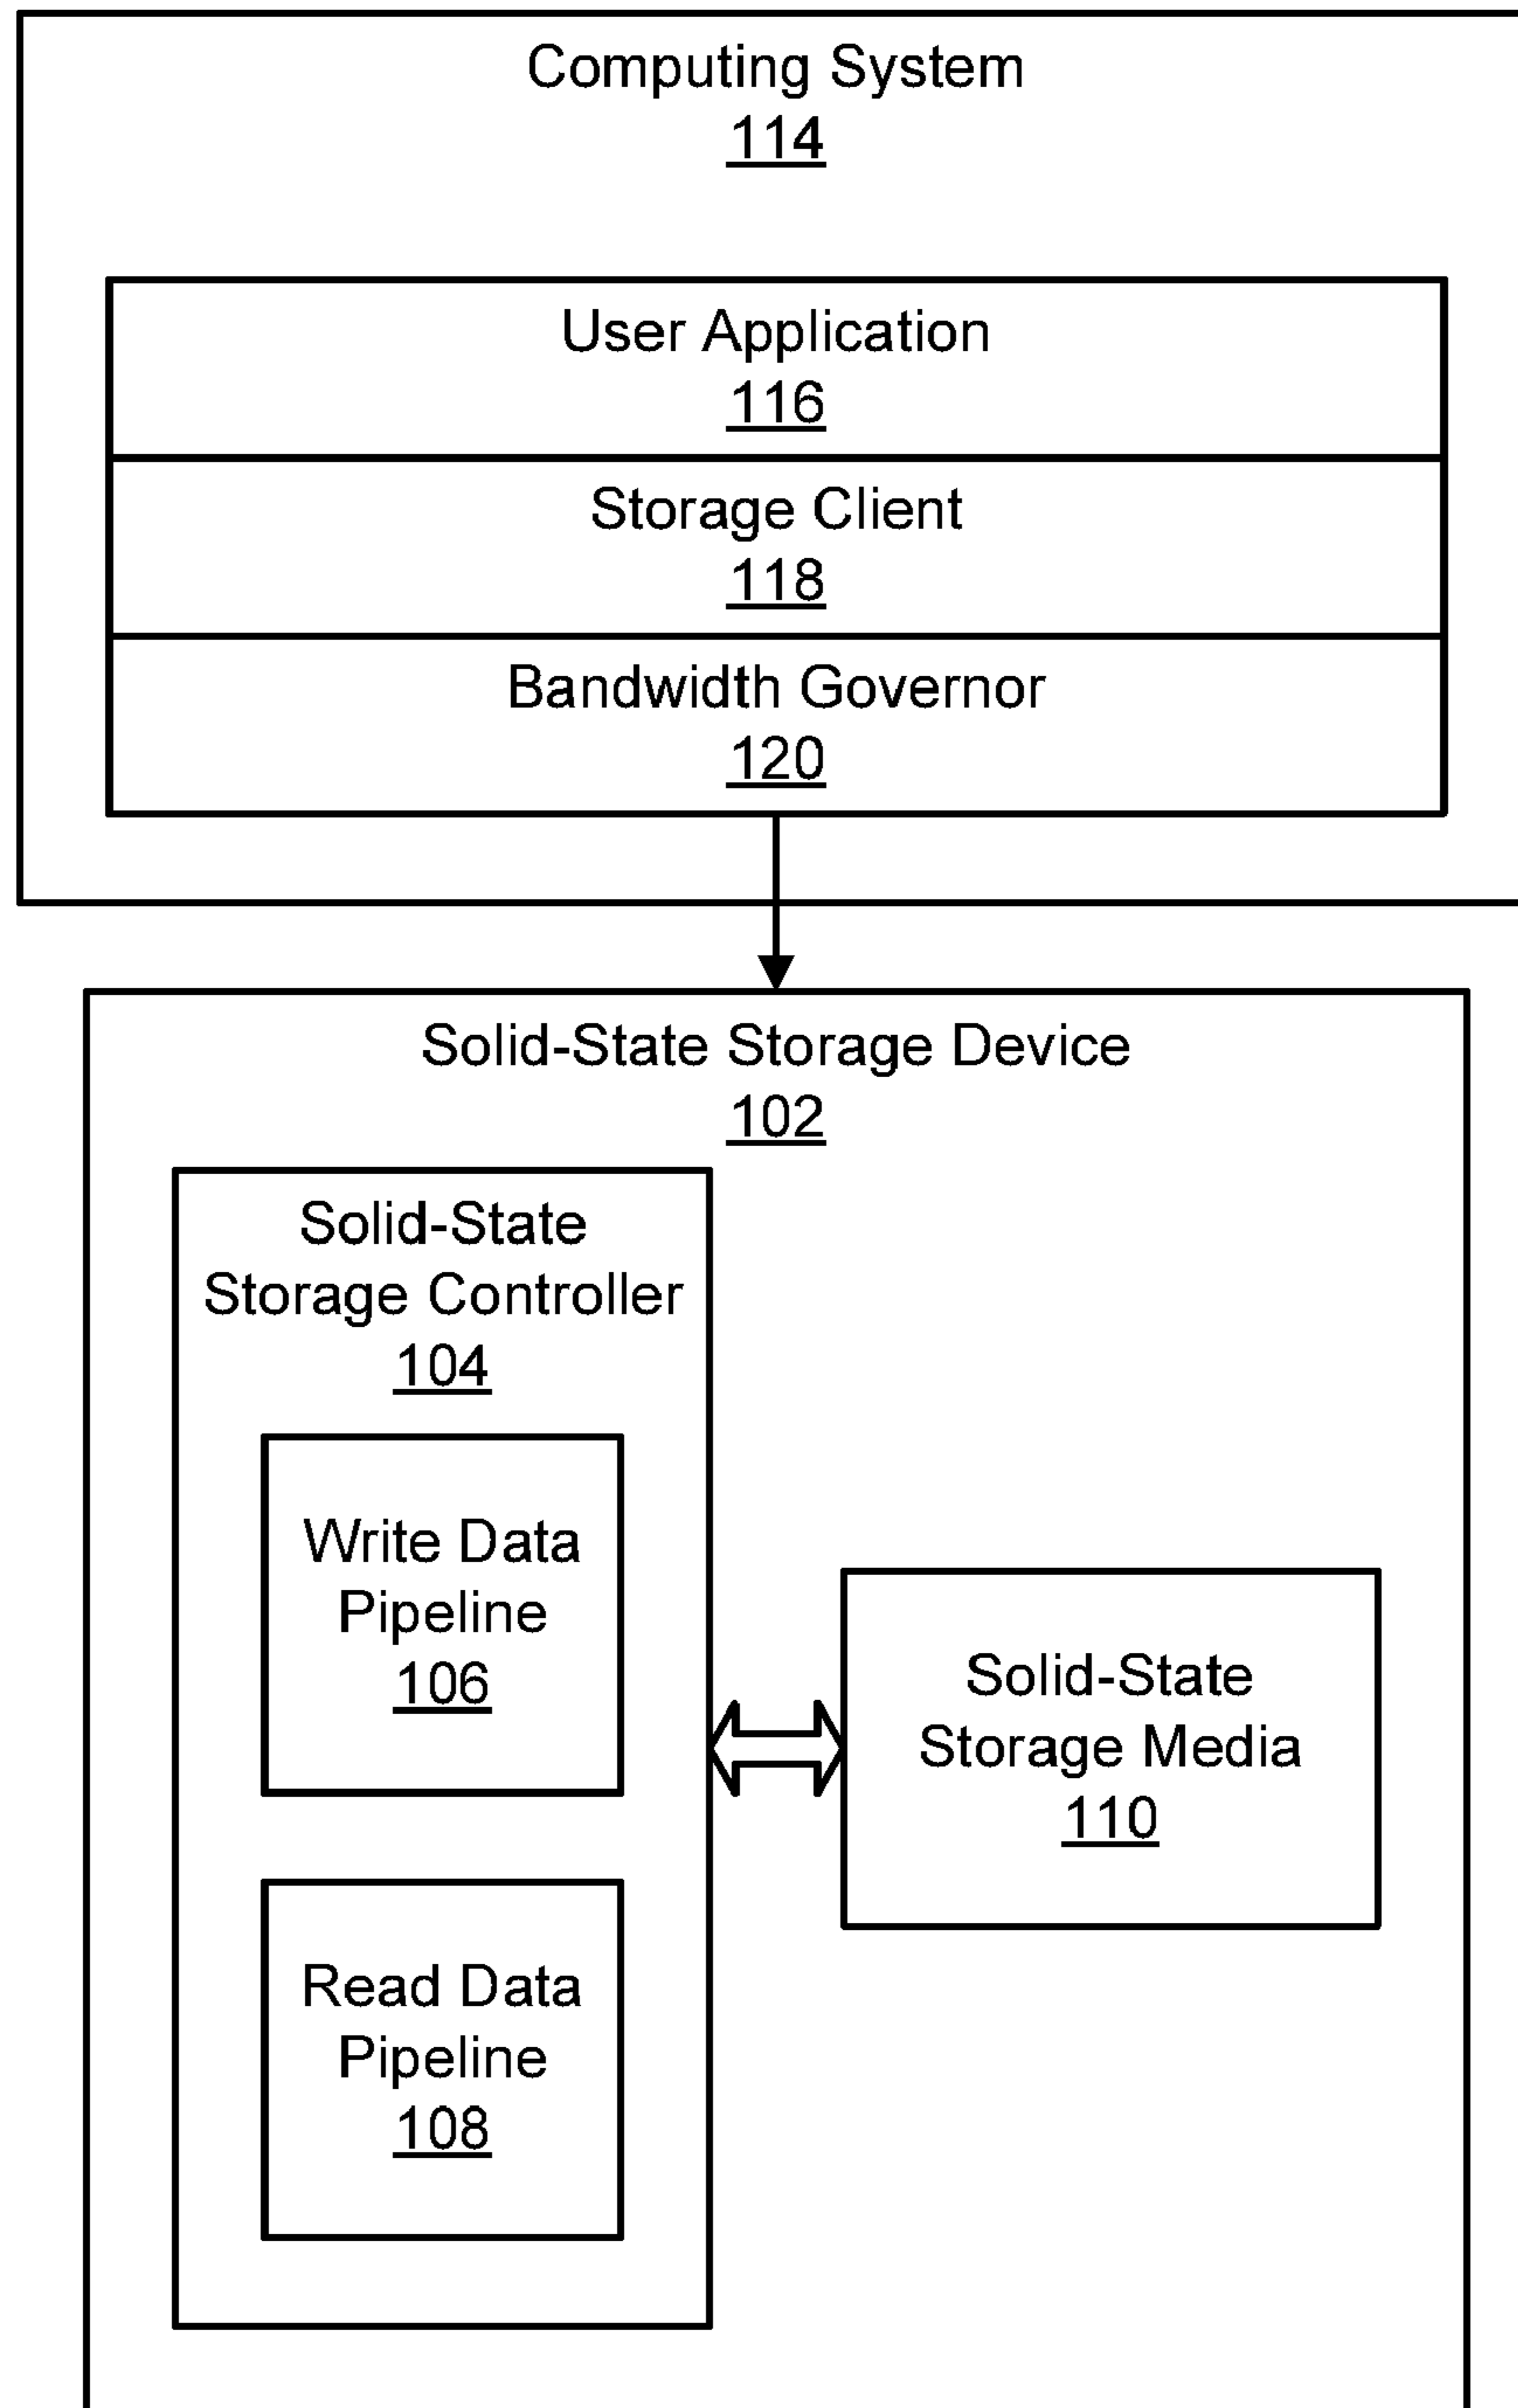 Computing System
114
User Application
116
Storage Client
118
Bandwidth Governor
120
Solid-State Storage Device
102
Solid-State
Storage Controller
104
Write Data
Pipeline
106
Solid-State
Storage Media
110
Read Data
Pipeline
108